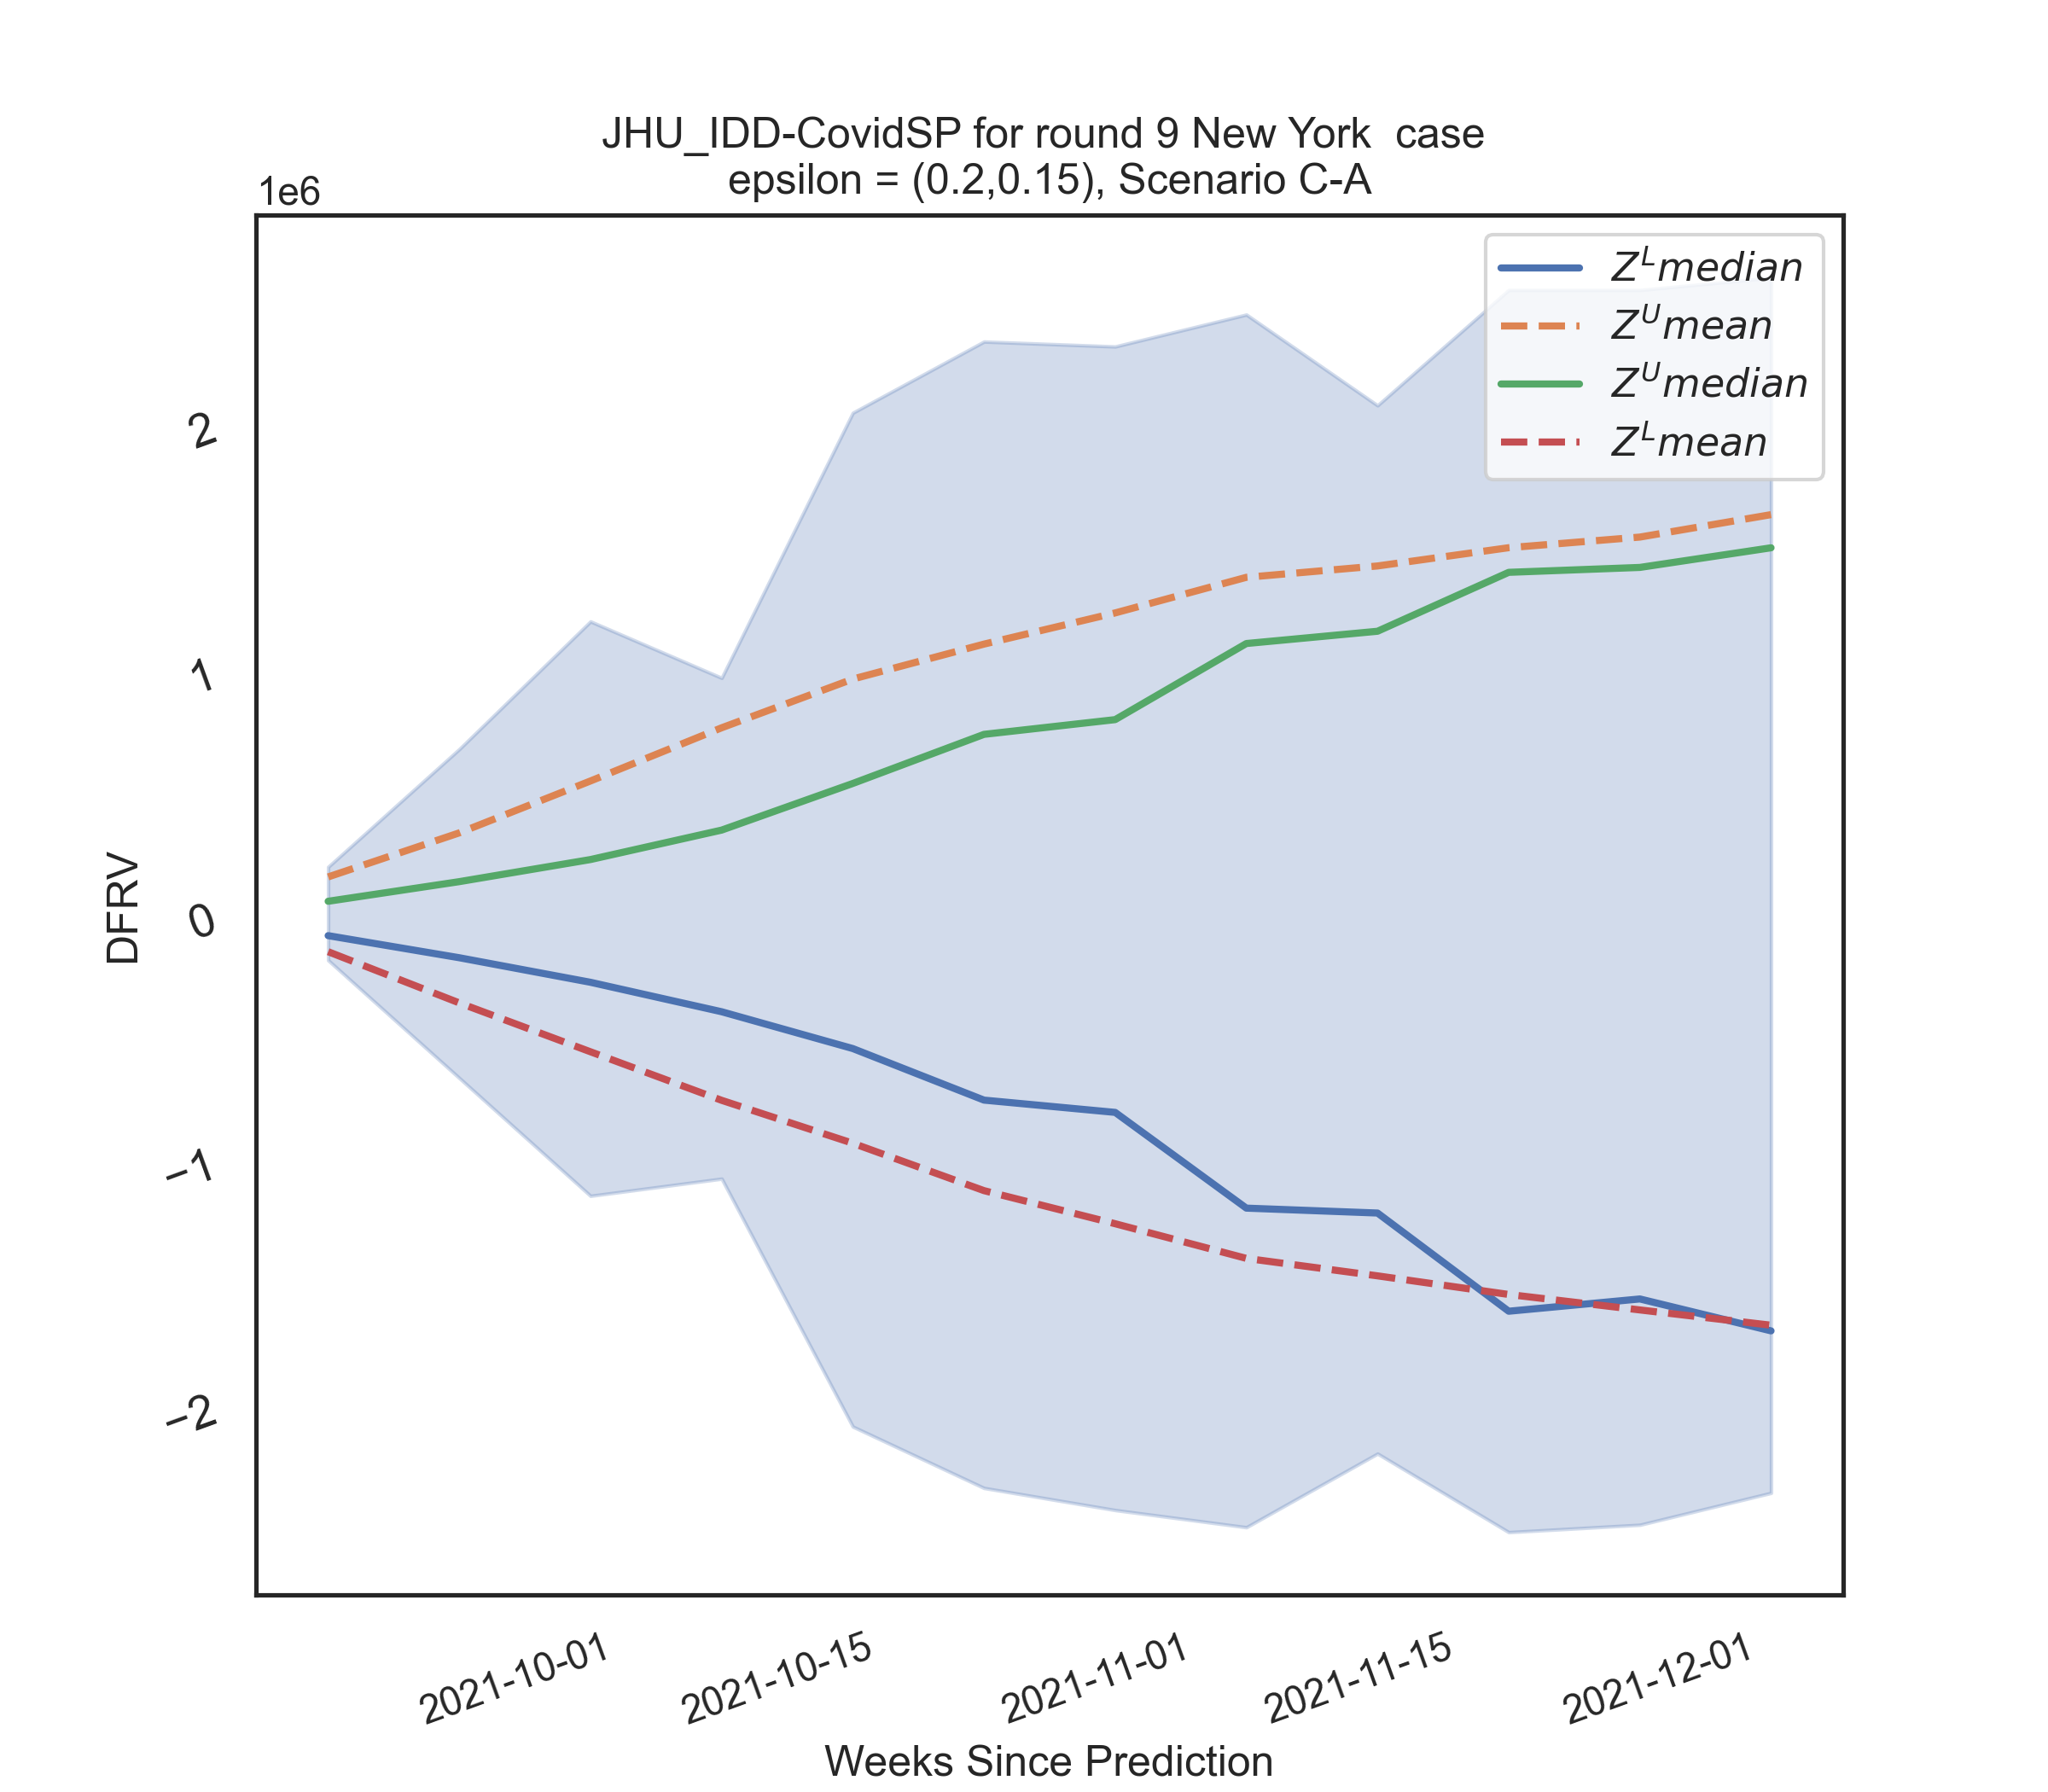 JHU_IDD-CovidSP for round 9 New York  case
epsilon = (0.2,0.15), Scenario C-A
1e6
Z^L median
Z^U mean
Z^U median
Z^L mean
2
1
0
−1
−2
DFRV
2021-10-01
2021-10-15
2021-11-01
2021-11-15
2021-12-01
Weeks Since Prediction